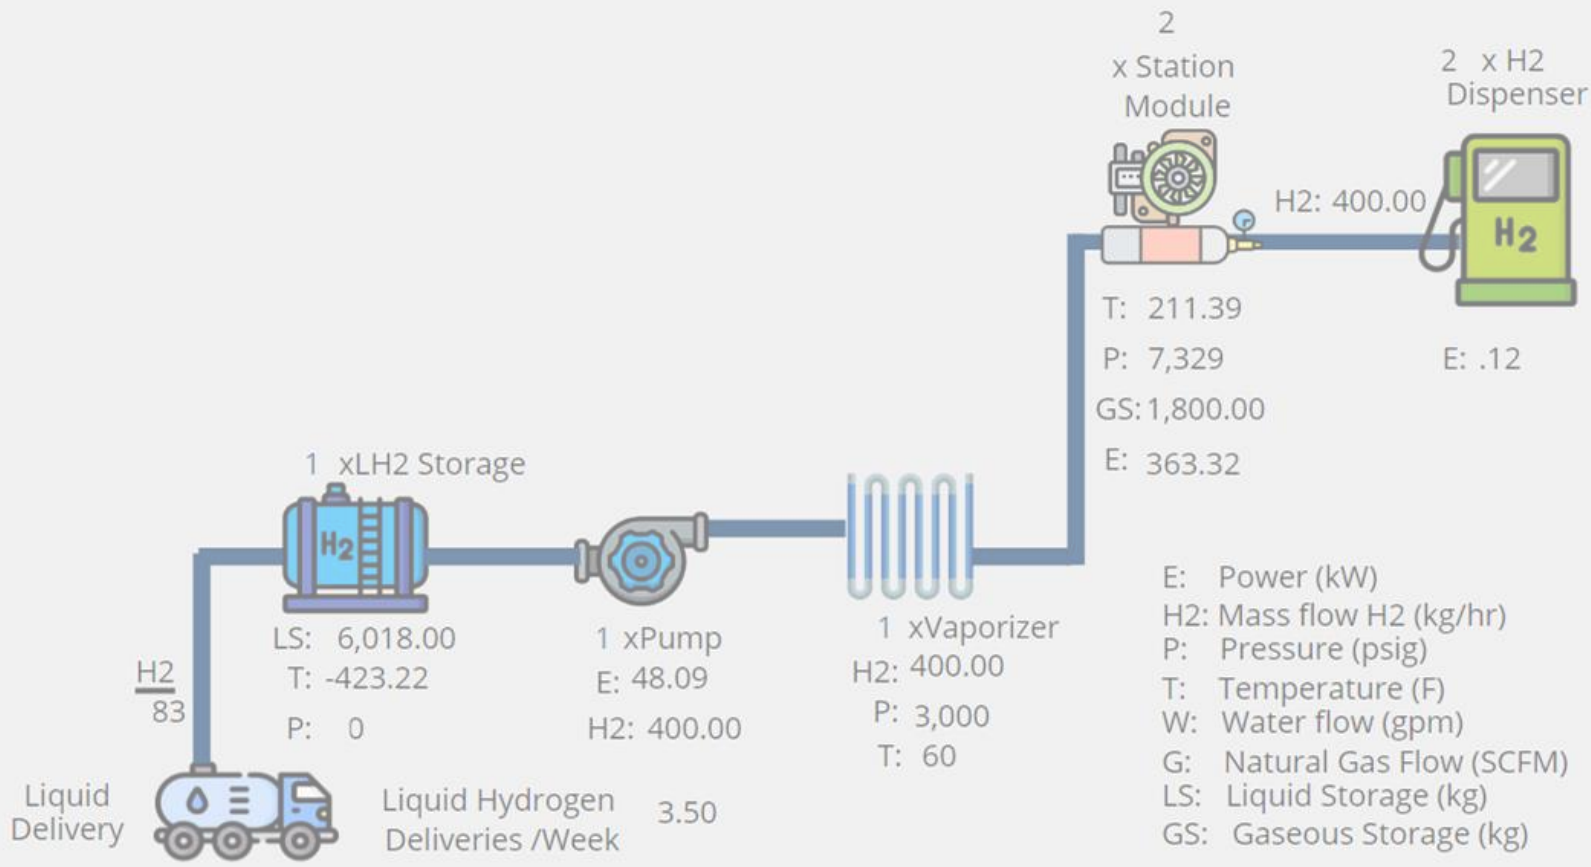 2
x Station
Module
2 x H2
Dispenser
H2
H2: 400.00
T: 211.39
P: 7,329
GS: 1,800.00
E: 363.32
E: .12
1 xLH2 Storage
H2
LS: 6,018.00
T: -423.22
P: 0
1 xPump
E: 48.09
H2: 400.00
1 xVaporizer
H2: 400.00
P: 3,000
T: 60
H2
83
Liquid
Delivery
Liquid Hydrogen
Deliveries /Week
3.50
E: Power (kW)
H2: Mass flow H2 (kg/hr)
P: Pressure (psig)
T: Temperature (F)
W: Water flow (gpm)
G: Natural Gas Flow (SCFM)
LS: Liquid Storage (kg)
GS: Gaseous Storage (kg)